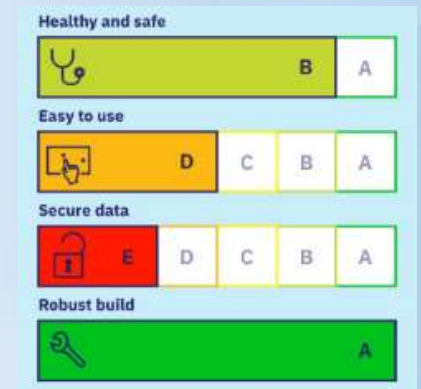 Healthy and safe
B A
Easy to use
D C B A
Secure data
E D C B A
Robust build
A